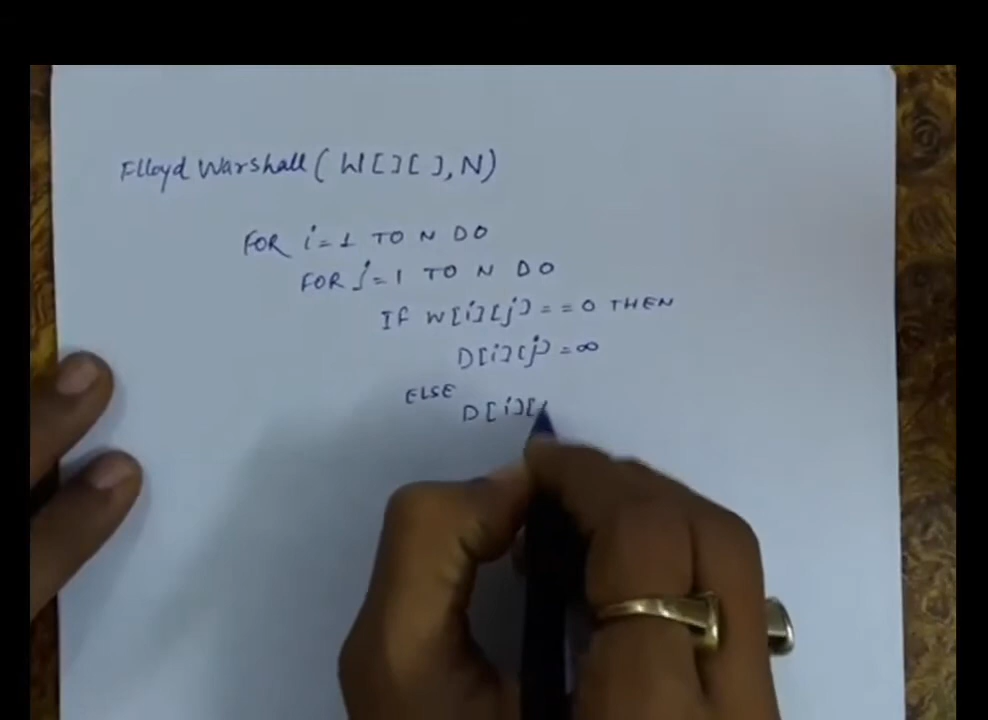 Flloyd Warshall ( W[ ][ ], N)
FOR i = 1 TO N DO
FOR j = 1 TO N DO
If W[i][j] = = 0 THEN
D[i][j] = ∞
ELSE
D[i][